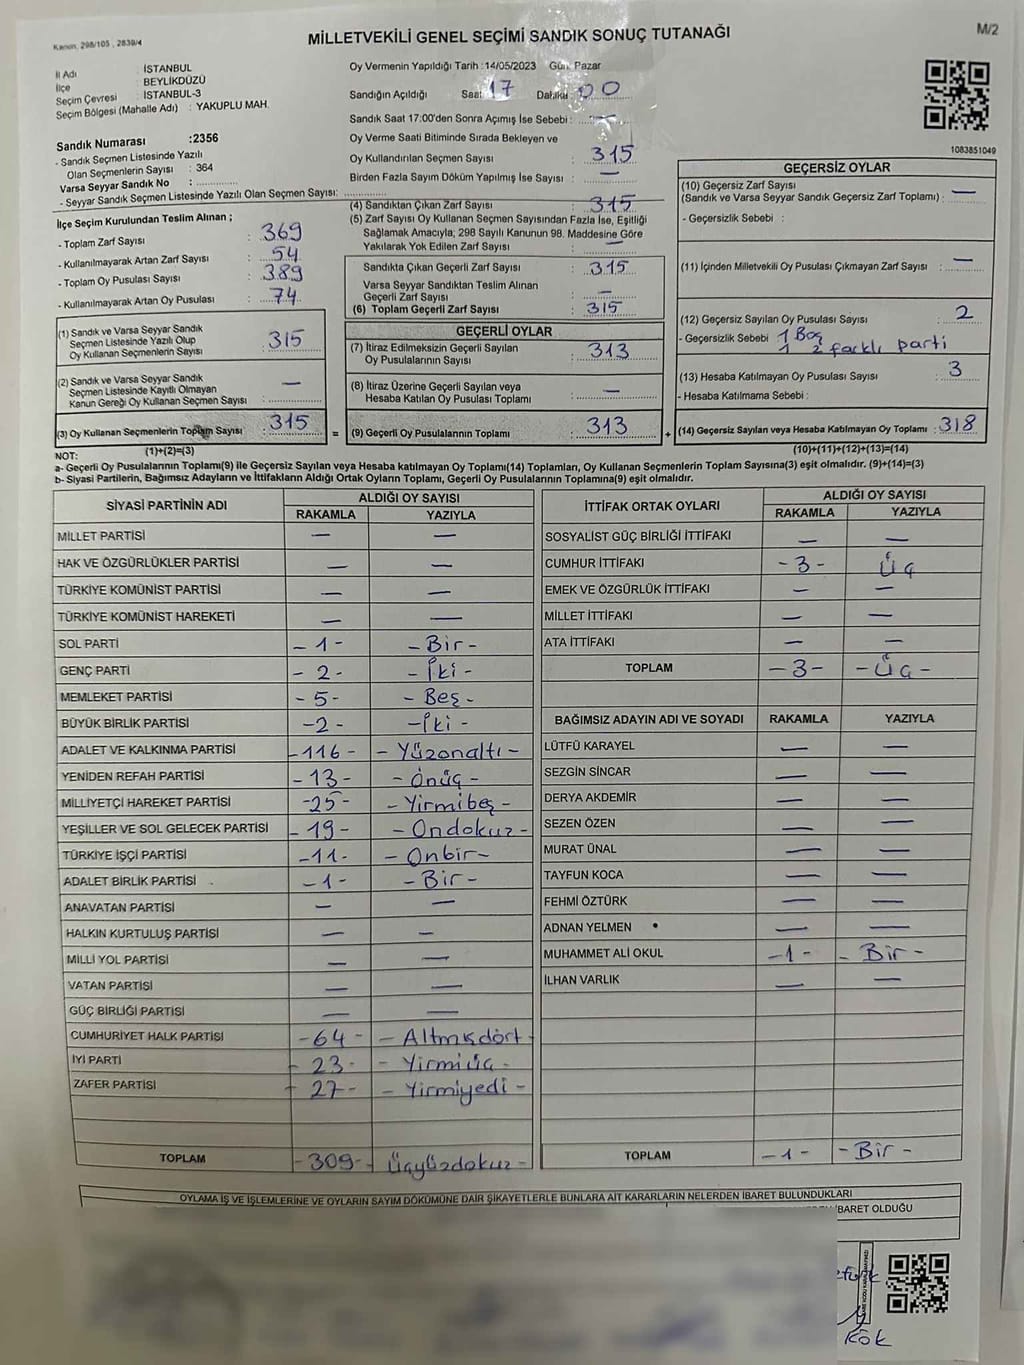 Kanun, 298/105 , 2839/4
MİLLETVEKİLİ GENEL SEÇİMİ SANDIK SONUÇ TUTANAĞI
M/2
İl Adı : İSTANBUL
İlçe : BEYLİKDÜZÜ
Seçim Çevresi : İSTANBUL-3
Seçim Bölgesi (Mahalle Adı) : YAKUPLU MAH.
Sandık Numarası :2356
- Sandık Seçmen Listesinde Yazılı
Olan Seçmenlerin Sayısı : 364
Varsa Seyyar Sandık No :
- Seyyar Sandık Seçmen Listesinde Yazılı Olan Seçmen Sayısı:
Oy Vermenin Yapıldığı Tarih :14/05/2023 Gün: Pazar
Sandığın Açıldığı Saat: 17 Dakika: 00
Sandık Saat 17:00'den Sonra Açımış İse Sebebi : —
Oy Verme Saati Bitiminde Sırada Bekleyen ve
Oy Kullandırılan Seçmen Sayısı : 315
Birden Fazla Sayım Döküm Yapılmış İse Sayısı : —
1083851049
İlçe Seçim Kurulundan Teslim Alınan ;
- Toplam Zarf Sayısı : 369
- Kullanılmayarak Artan Zarf Sayısı : 54
- Toplam Oy Pusulası Sayısı : 389
- Kullanılmayarak Artan Oy Pusulası : 74
(1) Sandık ve Varsa Seyyar Sandık
Seçmen Listesinde Yazılı Olup
Oy Kullanan Seçmenlerin Sayısı : 315
(2) Sandık ve Varsa Seyyar Sandık
Seçmen Listesinde Kayıtlı Olmayan
Kanun Gereği Oy Kullanan Seçmen Sayısı : —
(3) Oy Kullanan Seçmenlerin Toplam Sayısı : 315
(4) Sandıktan Çıkan Zarf Sayısı : 315
(5) Zarf Sayısı Oy Kullanan Seçmen Sayısından Fazla İse, Eşitliği
Sağlamak Amacıyla; 298 Sayılı Kanunun 98. Maddesine Göre
Yakılarak Yok Edilen Zarf Sayısı : —
Sandıkta Çıkan Geçerli Zarf Sayısı : 315
Varsa Seyyar Sandıktan Teslim Alınan
Geçerli Zarf Sayısı : —
(6) Toplam Geçerli Zarf Sayısı : 315
GEÇERLİ OYLAR
(7) İtiraz Edilmeksizin Geçerli Sayılan
Oy Pusulalarının Sayısı : 313
(8) İtiraz Üzerine Geçerli Sayılan veya
Hesaba Katılan Oy Pusulası Toplamı : —
= (9) Geçerli Oy Pusulalarının Toplamı : 313
GEÇERSİZ OYLAR
(10) Geçersiz Zarf Sayısı
(Sandık ve Varsa Seyyar Sandık Geçersiz Zarf Toplamı) : —
- Geçersizlik Sebebi :
(11) İçinden Milletvekili Oy Pusulası Çıkmayan Zarf Sayısı : —
(12) Geçersiz Sayılan Oy Pusulası Sayısı : 2
- Geçersizlik Sebebi 1 Boş
1 2 farklı parti
(13) Hesaba Katılmayan Oy Pusulası Sayısı : 3
- Hesaba Katılmama Sebebi :
+ (14) Geçersiz Sayılan veya Hesaba Katılmayan Oy Toplamı : 318
NOT: (1)+(2)=(3) (10)+(11)+(12)+(13)=(14)
a- Geçerli Oy Pusulalarının Toplamı(9) ile Geçersiz Sayılan veya Hesaba katılmayan Oy Toplamı(14) Toplamları, Oy Kullanan Seçmenlerin Toplam Sayısına(3) eşit olmalıdır. (9)+(14)=(3)
b- Siyasi Partilerin, Bağımsız Adayların ve İttifakların Aldığı Ortak Oyların Toplamı, Geçerli Oy Pusulalarının Toplamına(9) eşit olmalıdır.
SİYASİ PARTİNİN ADI ALDIĞI OY SAYISI
RAKAMLA YAZIYLA
MİLLET PARTİSİ — —
HAK VE ÖZGÜRLÜKLER PARTİSİ — —
TÜRKİYE KOMÜNİST PARTİSİ — —
TÜRKİYE KOMÜNİST HAREKETİ — —
SOL PARTİ - 1 - - Bir -
GENÇ PARTİ - 2 - - İki -
MEMLEKET PARTİSİ - 5 - - Beş -
BÜYÜK BİRLİK PARTİSİ - 2 - - İki -
ADALET VE KALKINMA PARTİSİ - 116 - - Yüzonaltı -
YENİDEN REFAH PARTİSİ - 13 - - Onüç -
MİLLİYETÇİ HAREKET PARTİSİ - 25 - - Yirmibeş -
YEŞİLLER VE SOL GELECEK PARTİSİ - 19 - - Ondokuz -
TÜRKİYE İŞÇİ PARTİSİ - 11 - - Onbir -
ADALET BİRLİK PARTİSİ - 1 - - Bir -
ANAVATAN PARTİSİ — —
HALKIN KURTULUŞ PARTİSİ — —
MİLLİ YOL PARTİSİ — —
VATAN PARTİSİ — —
GÜÇ BİRLİĞİ PARTİSİ — —
CUMHURİYET HALK PARTİSİ - 64 - - Altmışdört -
İYİ PARTİ - 23 - - Yirmiüç -
ZAFER PARTİSİ - 27 - - Yirmiyedi -
TOPLAM - 309 - Üçyüzdokuz -
İTTİFAK ORTAK OYLARI ALDIĞI OY SAYISI
RAKAMLA YAZIYLA
SOSYALİST GÜÇ BİRLİĞİ İTTİFAKI — —
CUMHUR İTTİFAKI - 3 - Üç
EMEK VE ÖZGÜRLÜK İTTİFAKI — —
MİLLET İTTİFAKI — —
ATA İTTİFAKI — —
TOPLAM - 3 - - Üç -
BAĞIMSIZ ADAYIN ADI VE SOYADI RAKAMLA YAZIYLA
LÜTFÜ KARAYEL — —
SEZGİN SİNCAR — —
DERYA AKDEMİR — —
SEZEN ÖZEN — —
MURAT ÜNAL — —
TAYFUN KOCA — —
FEHMİ ÖZTÜRK — —
ADNAN YELMEN — —
MUHAMMET ALİ OKUL - 1 - - Bir -
İLHAN VARLIK — —
TOPLAM - 1 - - Bir -
OYLAMA İŞ VE İŞLEMLERİNE VE OYLARIN SAYIM DÖKÜMÜNE DAİR ŞİKAYETLERLE BUNLARA AİT KARARLARIN NELERDEN İBARET BULUNDUKLARI
İBARET OLDUĞU
Kök